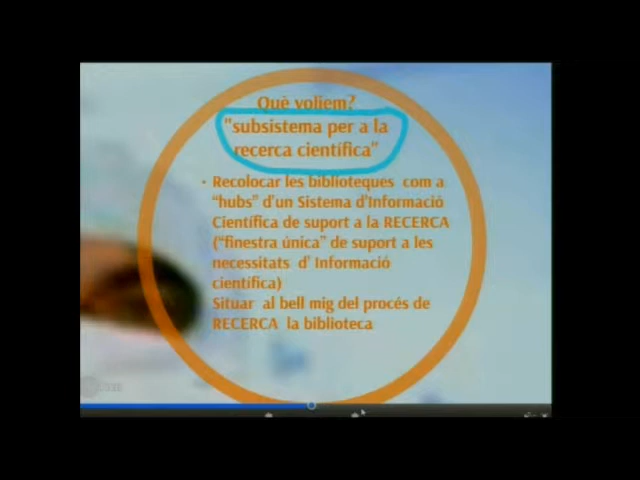 Què voliem?
"subsistema per a la
recerca científica"
• Recolocar les biblioteques com a
"hubs" d'un Sistema d'Informació
Científica de suport a la RECERCA
("finestra única" de suport a les
necessitats d' Informació
científica)
Situar al bell mig del procés de
RECERCA la biblioteca